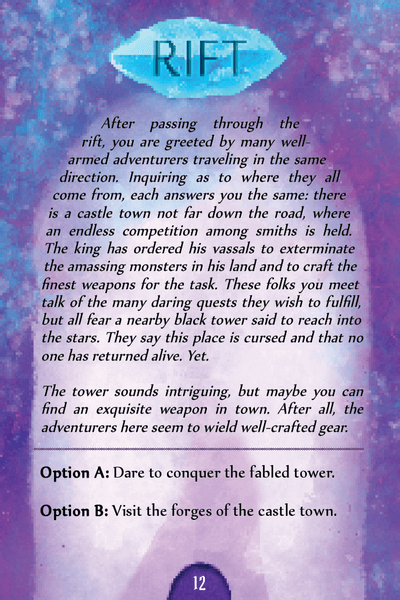 RIFT
After passing through the
rift, you are greeted by many well-
armed adventurers traveling in the same
direction. Inquiring as to where they all
come from, each answers you the same: there
is a castle town not far down the road, where
an endless competition among smiths is held.
The king has ordered his vassals to exterminate
the amassing monsters in his land and to craft the
finest weapons for the task. These folks you meet
talk of the many daring quests they wish to fulfill,
but all fear a nearby black tower said to reach into
the stars. They say this place is cursed and that no
one has returned alive. Yet.
The tower sounds intriguing, but maybe you can
find an exquisite weapon in town. After all, the
adventurers here seem to wield well-crafted gear.
Option A: Dare to conquer the fabled tower.
Option B: Visit the forges of the castle town.
12